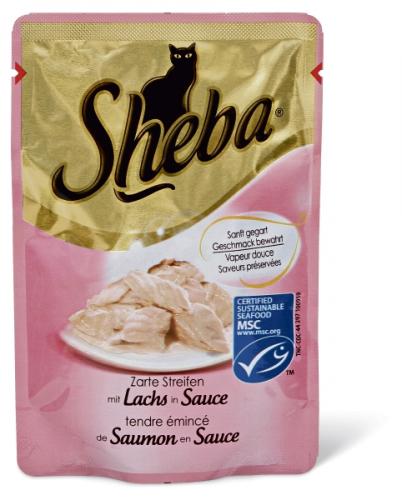 Sheba®
Sanft gegart
Geschmack bewahrt
Vapeur douce
Saveurs préservées
CERTIFIED
SUSTAINABLE
SEAFOOD
MSC
www.msc.org
TM
Zarte Streifen
mit Lachs in Sauce
tendre émincé
de Saumon en Sauce